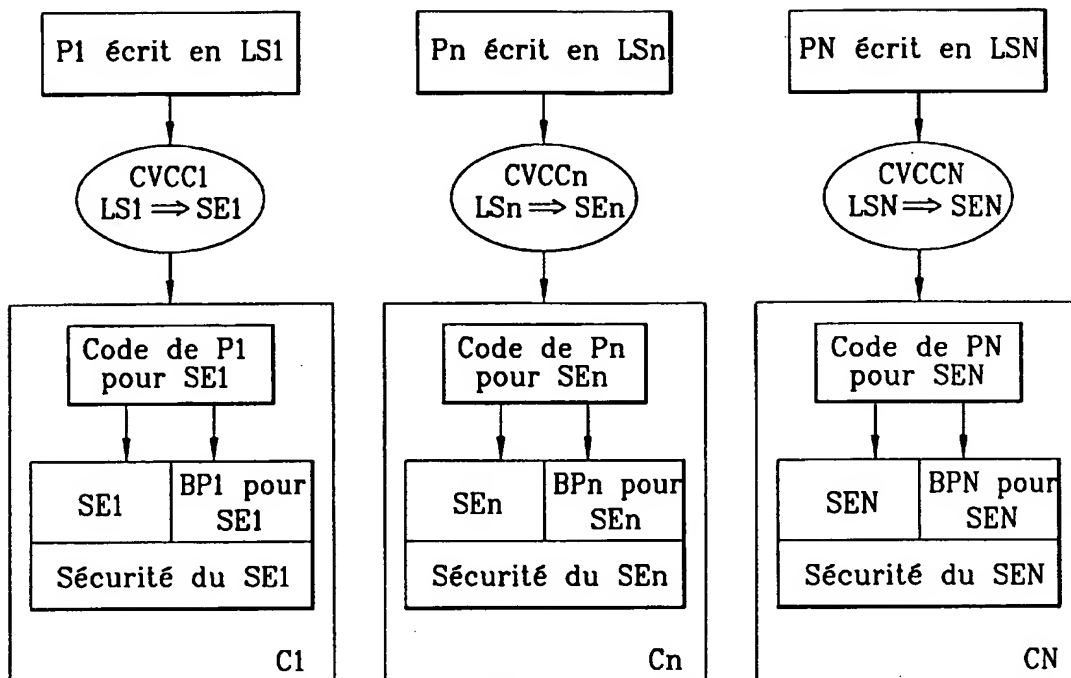 P1 écrit en LS1
Pn écrit en LSn
PN écrit en LSN
CVCC1
LS1 ⇒ SE1
CVCCn
LSn ⇒ SEn
CVCCN
LSN ⇒ SEN
Code de P1
pour SE1
Code de Pn
pour SEn
Code de PN
pour SEN
SE1
BP1 pour
SE1
SEn
BPn pour
SEn
SEN
BPN pour
SEN
Sécurité du SE1
Sécurité du SEn
Sécurité du SEN
C1
Cn
CN